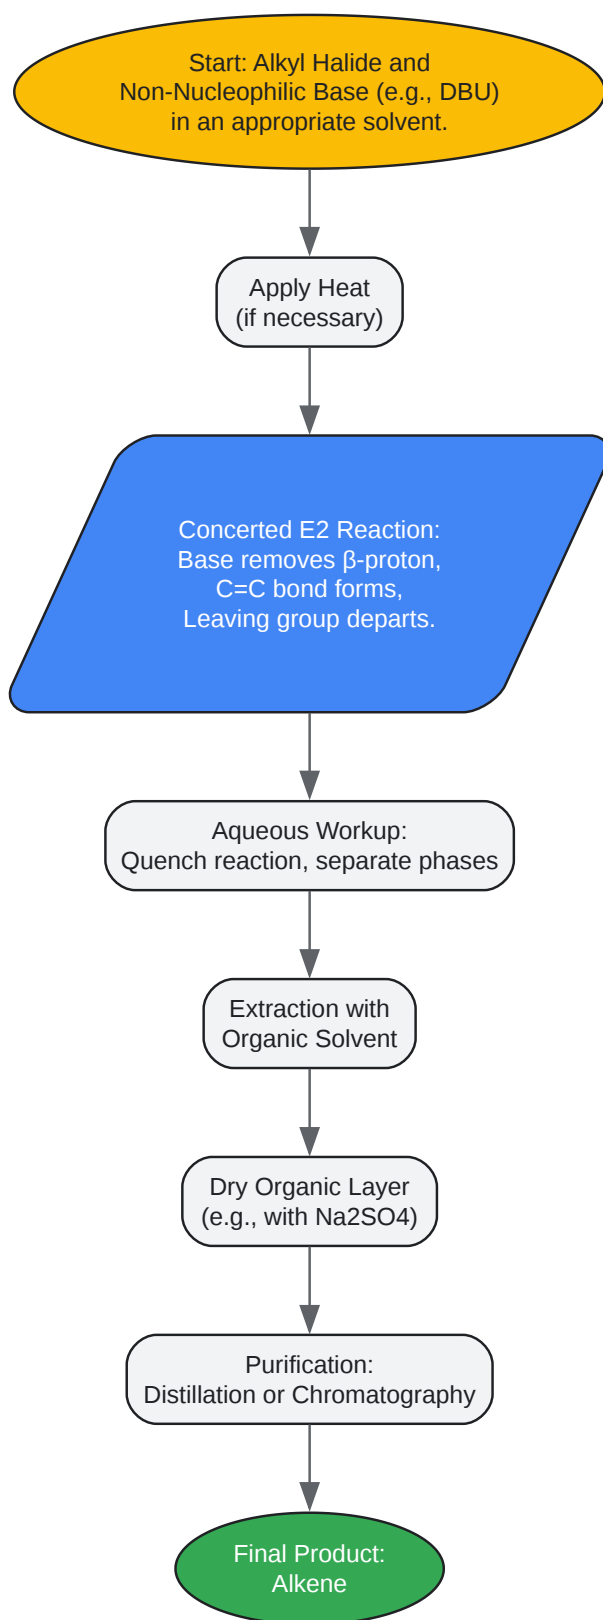 Start: Alkyl Halide and
Non-Nucleophilic Base (e.g., DBU)
in an appropriate solvent.
Apply Heat
(if necessary)
Concerted E2 Reaction:
Base removes β-proton,
C=C bond forms,
Leaving group departs.
Aqueous Workup:
Quench reaction, separate phases
Extraction with
Organic Solvent
Dry Organic Layer
(e.g., with Na2SO4)
Purification:
Distillation or Chromatography
Final Product:
Alkene